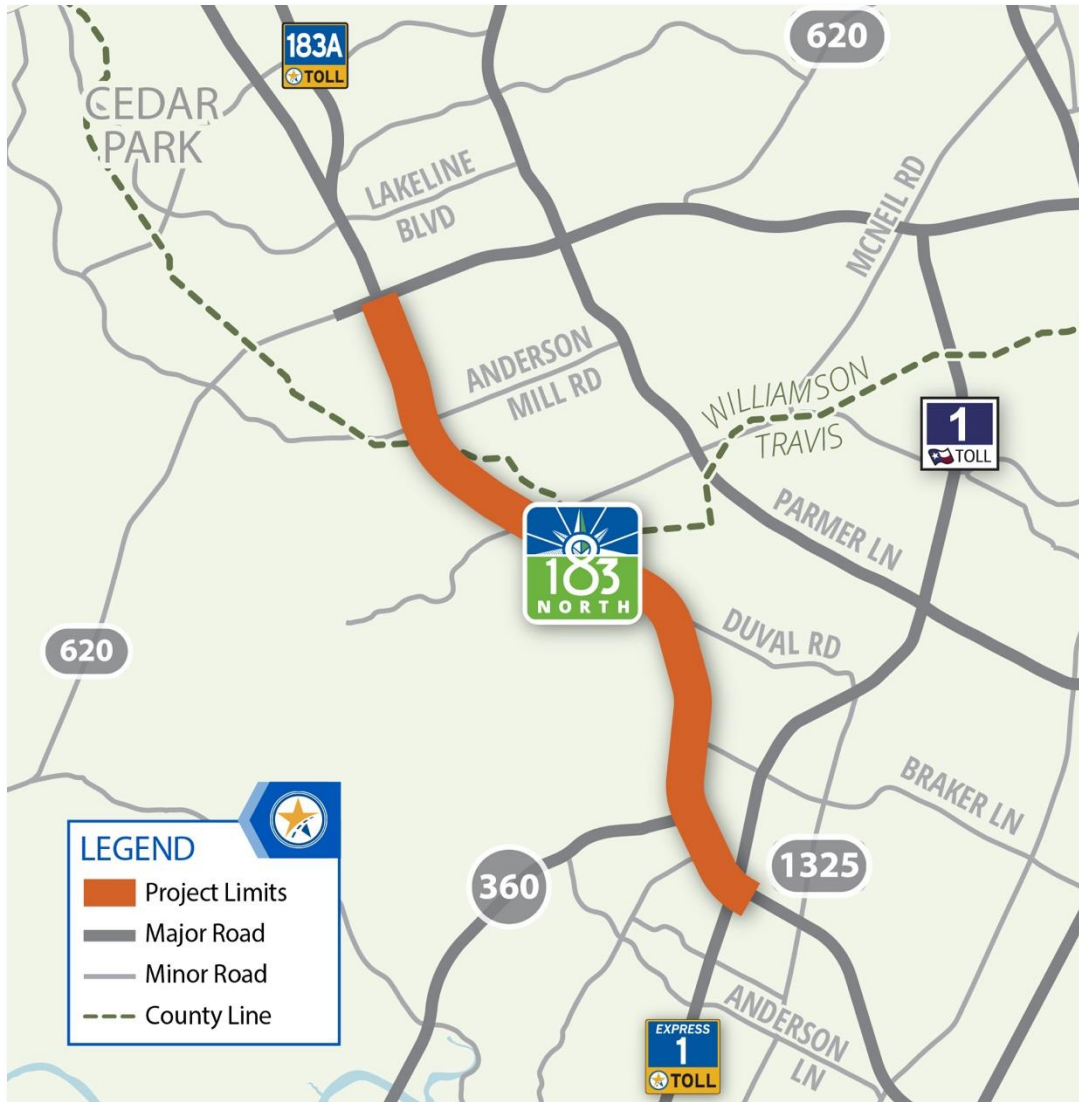 183A
TOLL
620
CEDAR
PARK
LAKELINE
BLVD
MCNEIL RD
ANDERSON
MILL RD
WILLIAMSON
TRAVIS
1
TOLL
PARMER LN
183
NORTH
DUVAL RD
620
BRAKER LN
LEGEND
Project Limits
Major Road
Minor Road
County Line
360
1325
ANDERSON
LN
EXPRESS
1
TOLL